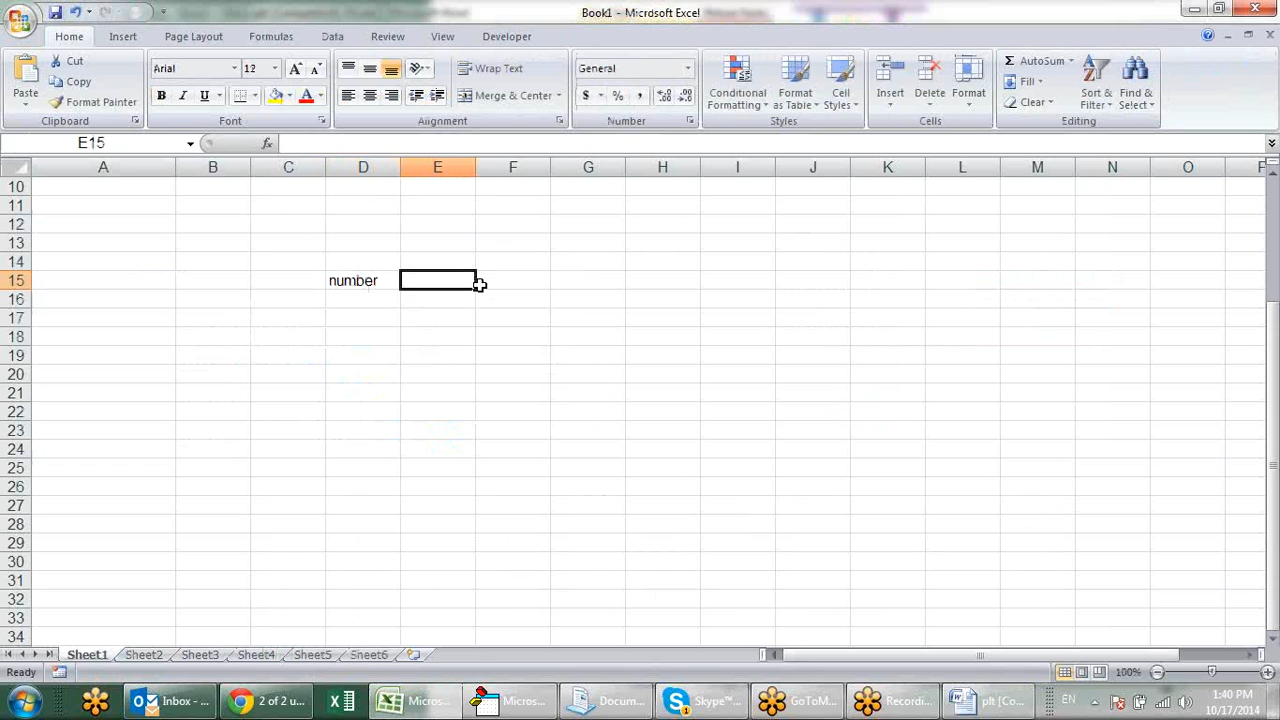 Book1 - Microsoft Excel
Home Insert Page Layout Formulas Data Review View Developer
Paste Cut Copy Format Painter Clipboard
Arial 12 B I U A Font
Wrap Text Merge & Center Alignment
General $ % , Number
Conditional Formatting Format as Table Cell Styles Styles
Insert Delete Format Cells
Σ AutoSum Fill Clear Sort & Filter Find & Select Editing
E15 fx
A B C D E F G H I J K L M N O P
10
11
12
13
14
15 number
16
17
18
19
20
21
22
23
24
25
26
27
28
29
30
31
32
33
34
Sheet1 Sheet2 Sheet3 Sheet4 Sheet5 Sheet6
Ready 100%
Inbox - ... 2 of 2 u... Micros... Micros... Docum... Skype™... GoToM... Recordi... plt [Co... EN 1:40 PM
10/17/2014